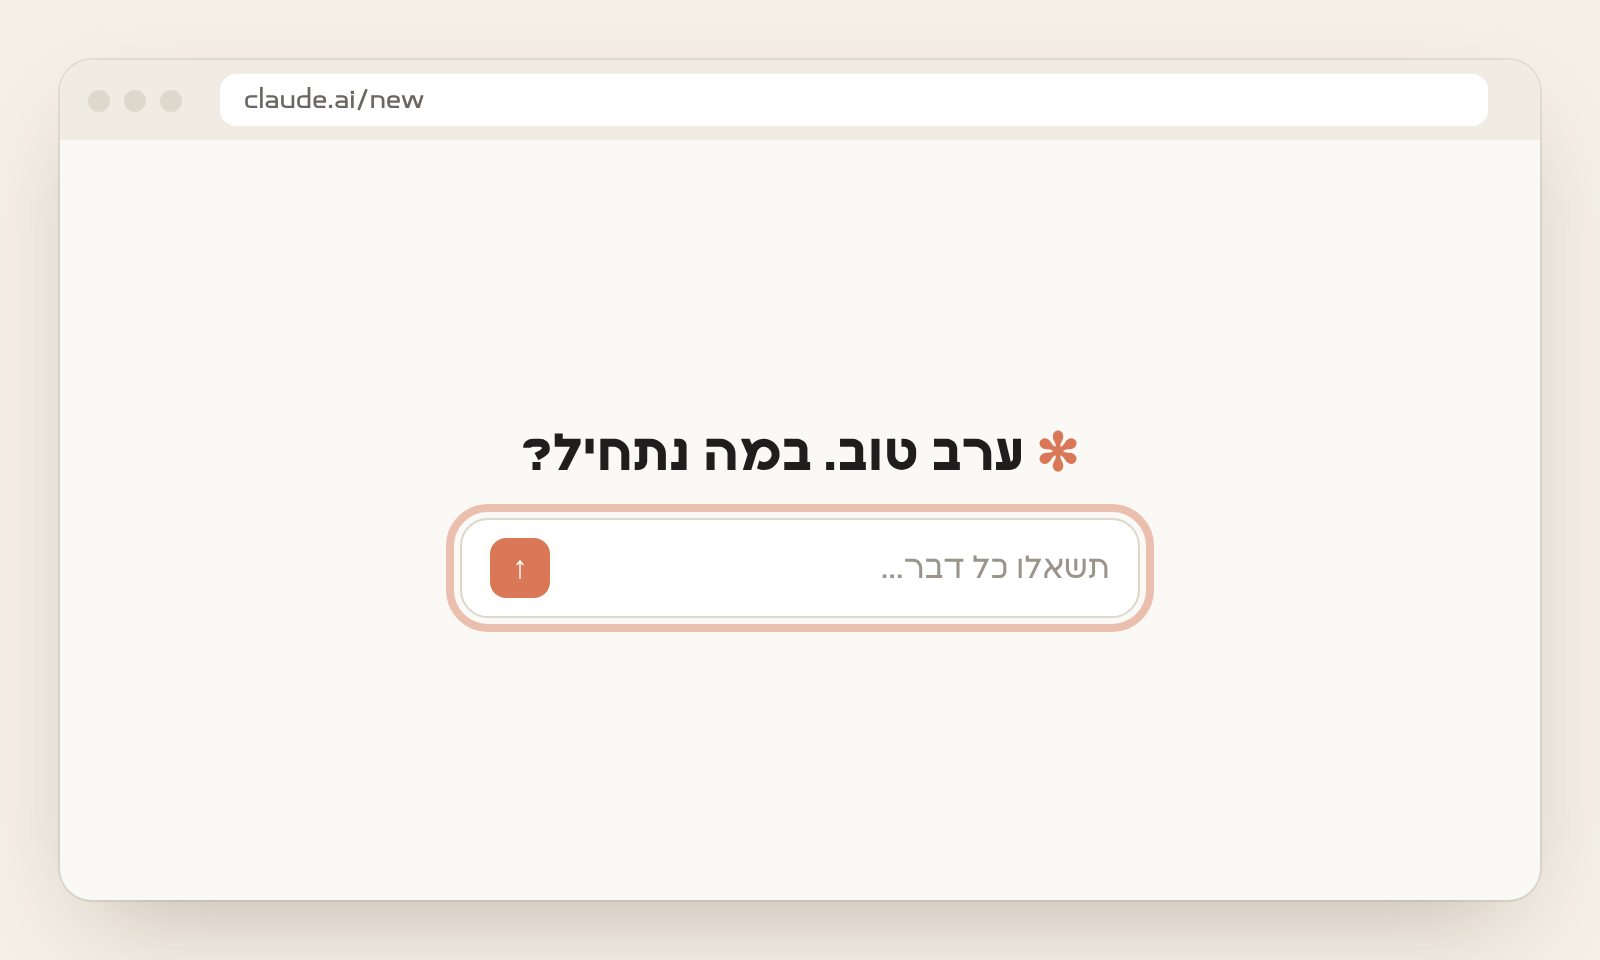 claude.ai/new
ערב טוב. במה נתחיל?
תשאלו כל דבר...
↑